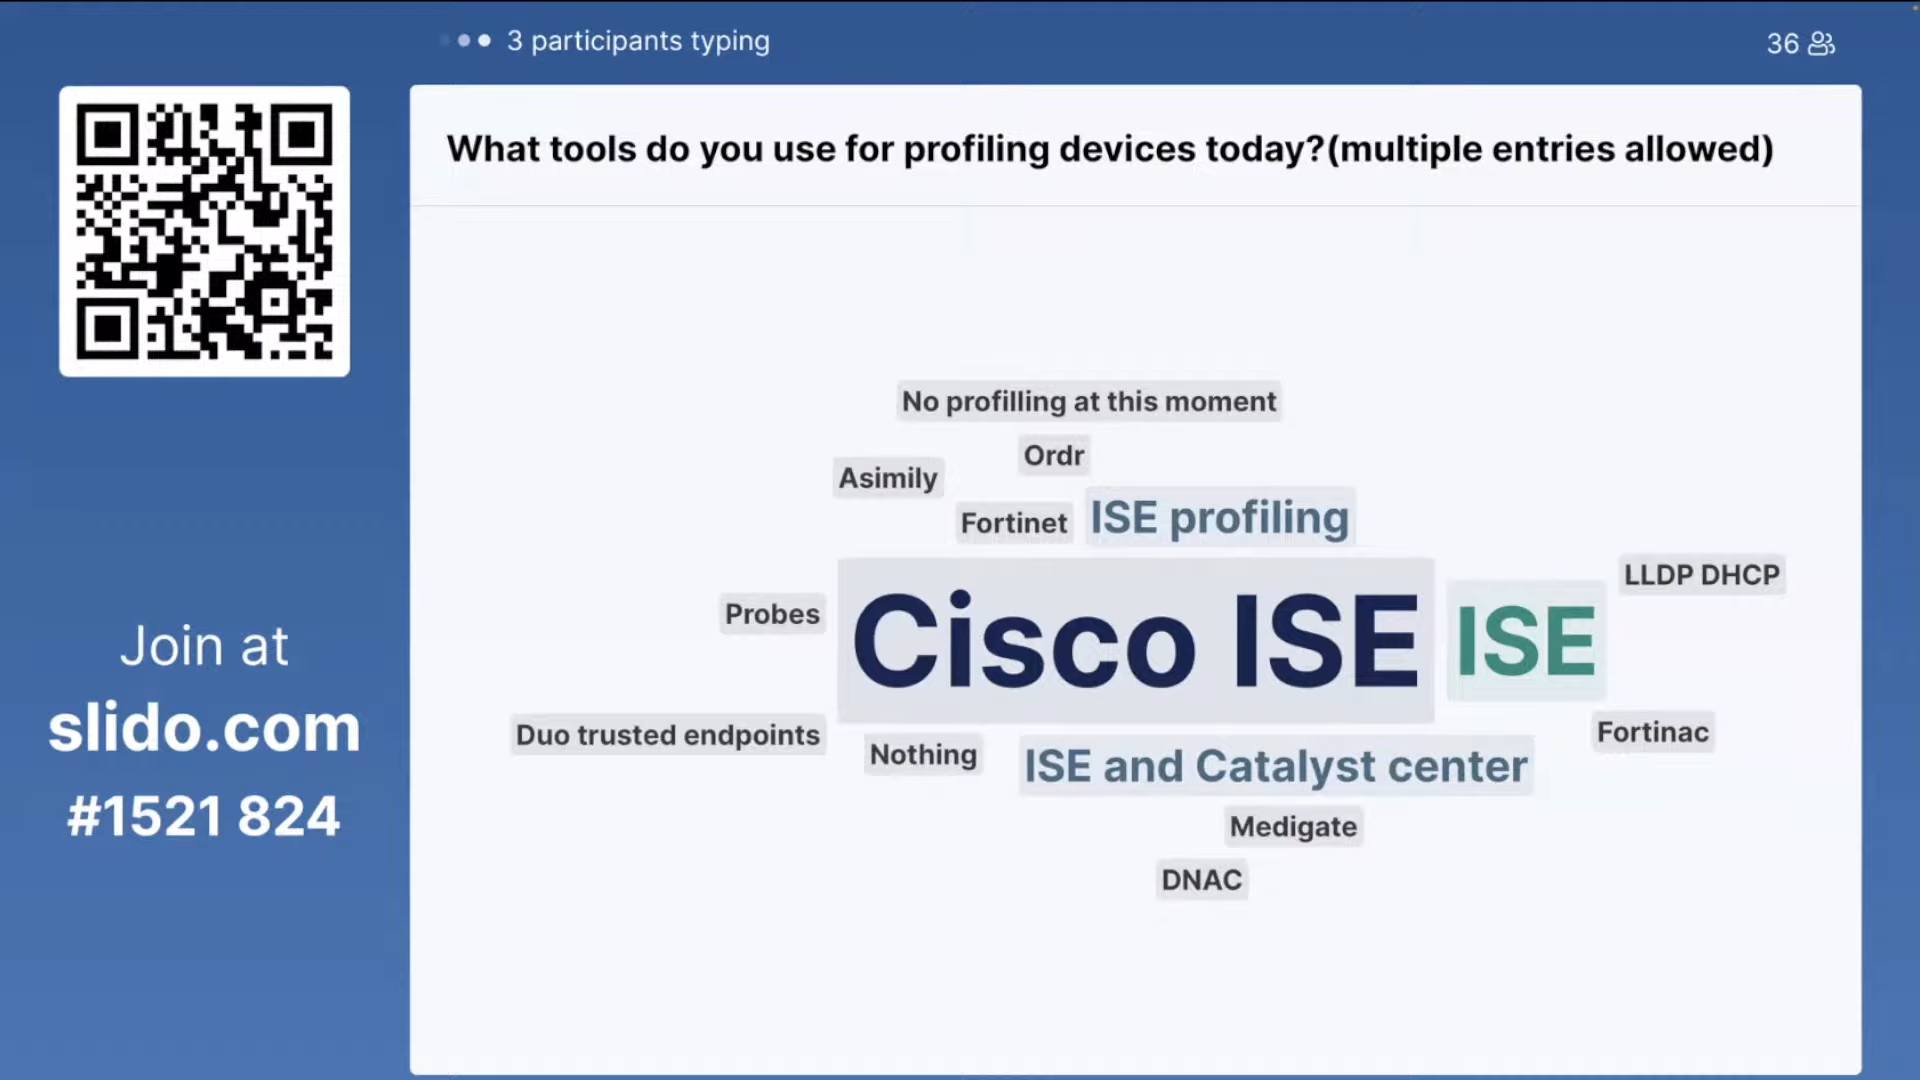 3 participants typing
36
What tools do you use for profiling devices today?(multiple entries allowed)
No profilling at this moment
Ordr
Asimily
Fortinet
ISE profiling
LLDP DHCP
Probes
Cisco ISE
ISE
Duo trusted endpoints
Nothing
ISE and Catalyst center
Fortinac
Medigate
DNAC
Join at
slido.com
#1521 824